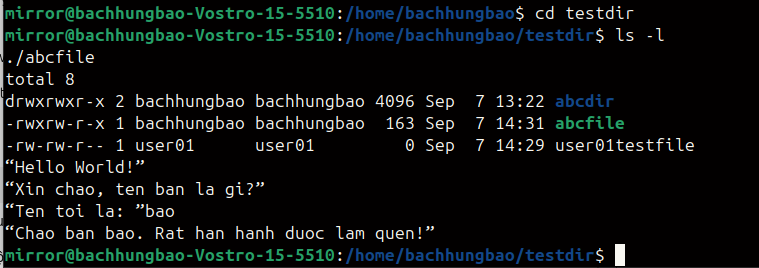 mirror@bachhungbao-Vostro-15-5510:/home/bachhungbao$ cd testdir
mirror@bachhungbao-Vostro-15-5510:/home/bachhungbao/testdir$ ls -l
./abcfile
total 8
drwxrwxr-x 2 bachhungbao bachhungbao 4096 Sep  7 13:22 abcdir
-rwxrw-r-x 1 bachhungbao bachhungbao  163 Sep  7 14:31 abcfile
-rw-rw-r-- 1 user01      user01         0 Sep  7 14:29 user01testfile
“Hello World!”
“Xin chao, ten ban la gi?”
“Ten toi la: ”bao
“Chao ban bao. Rat han hanh duoc lam quen!”
mirror@bachhungbao-Vostro-15-5510:/home/bachhungbao/testdir$